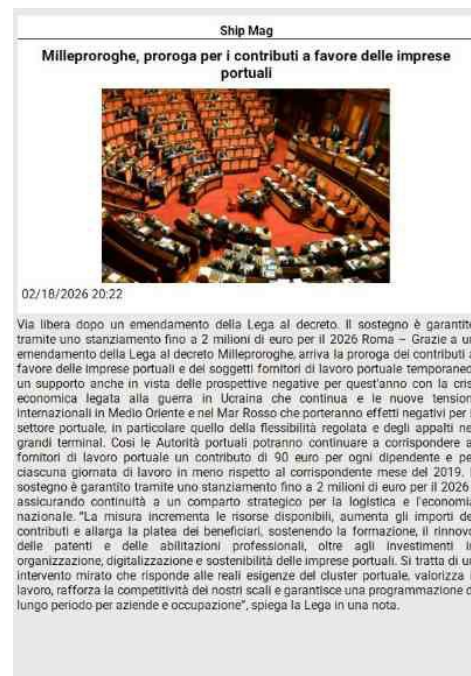 Ship Mag
Milleproroghe, proroga per i contributi a favore delle imprese
portuali
02/18/2026 20:22
Via libera dopo un emendamento della Lega al decreto. Il sostegno è garantito
tramite uno stanziamento fino a 2 milioni di euro per il 2026 Roma – Grazie a un
emendamento della Lega al decreto Milleproroghe, arriva la proroga dei contributi a
favore delle imprese portuali e dei soggetti fornitori di lavoro portuale temporaneo,
un supporto anche in vista delle prospettive negative per quest'anno con la crisi
economica legata alla guerra in Ucraina che continua e le nuove tensioni
internazionali in Medio Oriente e nel Mar Rosso che porteranno effetti negativi per
settore portuale, in particolare quello della flessibilità regolata e degli appalti nei
grandi terminal. Così le Autorità portuali potranno continuare a corrispondere
fornitori di lavoro portuale un contributo di 90 euro per ogni dipendente e per
ciascuna giornata di lavoro in meno rispetto al corrispondente mese del 2019.
sostegno è garantito tramite uno stanziamento fino a 2 milioni di euro per il 2026,
assicurando continuità a un comparto strategico per la logistica e l'economia
nazionale. "La misura incrementa le risorse disponibili, aumenta gli importi dei
contributi e allarga la platea dei beneficiari, sostenendo la formazione, il rinnovo
delle patenti e delle abilitazioni professionali, oltre agli investimenti in
organizzazione, digitalizzazione e sostenibilità delle imprese portuali. Si tratta di un
intervento mirato che risponde alle reali esigenze del cluster portuale, valorizza
lavoro, rafforza la competitività dei nostri scali e garantisce una programmazione
lungo periodo per aziende e occupazione", spiega la Lega in una nota.